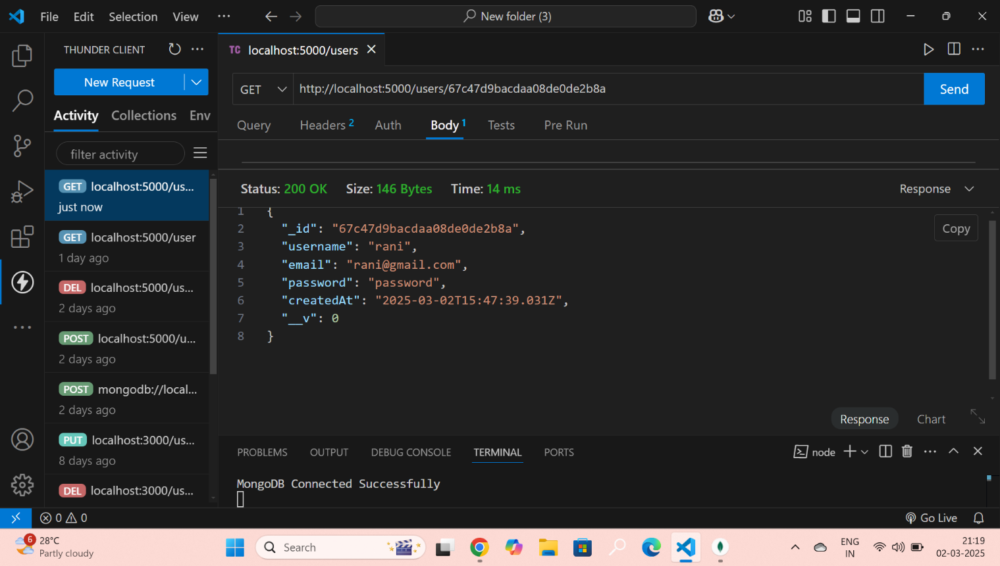 File Edit Selection View ··· New folder (3)
THUNDER CLIENT ···
TC localhost:5000/users
New Request
GET http://localhost:5000/users/67c47d9bacdaa08de0de2b8a Send
Activity Collections Env
Query Headers 2 Auth Body 1 Tests Pre Run
filter activity
GET localhost:5000/us...
just now
GET localhost:5000/user
1 day ago
DEL localhost:5000/us...
2 days ago
POST localhost:5000/u...
2 days ago
POST mongodb://local...
2 days ago
PUT localhost:3000/us...
8 days ago
DEL localhost:3000/us...
Status: 200 OK Size: 146 Bytes Time: 14 ms Response
1 {
2 "_id": "67c47d9bacdaa08de0de2b8a",
3 "username": "rani",
4 "email": "rani@gmail.com",
5 "password": "password",
6 "createdAt": "2025-03-02T15:47:39.031Z",
7 "__v": 0
8 }
Copy
Response Chart
PROBLEMS OUTPUT DEBUG CONSOLE TERMINAL PORTS node
MongoDB Connected Successfully
0 0 Go Live
6 28°C
Partly cloudy
Search
ENG
IN
21:19
02-03-2025